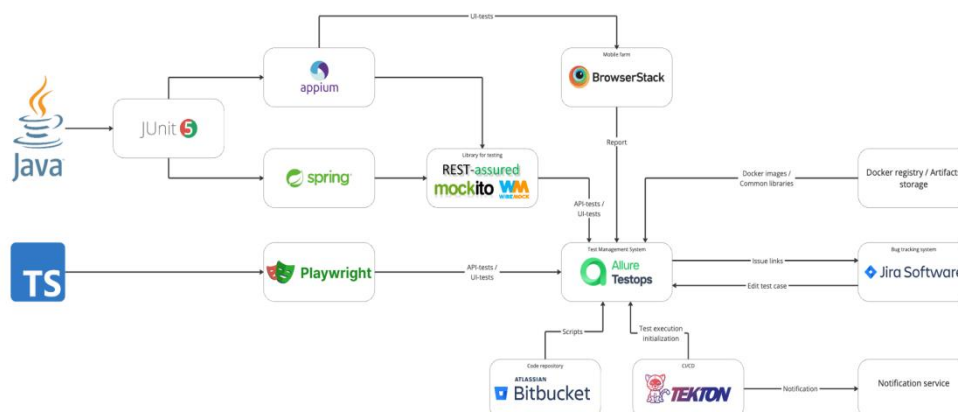 UI-tests
Mobile farm
BrowserStack
appium
Java
JUnit 5
Report
Library for testing
REST-assured
mockito WM
WIREMOCK
spring
Docker images /
Common libraries
Docker registry / Artifacts
storage
API-tests /
UI-tests
Test Management System
Bug tracking system
TS
Playwright
API-tests /
UI-tests
Allure
Testops
Issue links
Jira Software
Edit test case
Scripts
Test execution
initialization
Code repository
CI/CD
ATLASSIAN
Bitbucket
TEKTON
Notification
Notification service